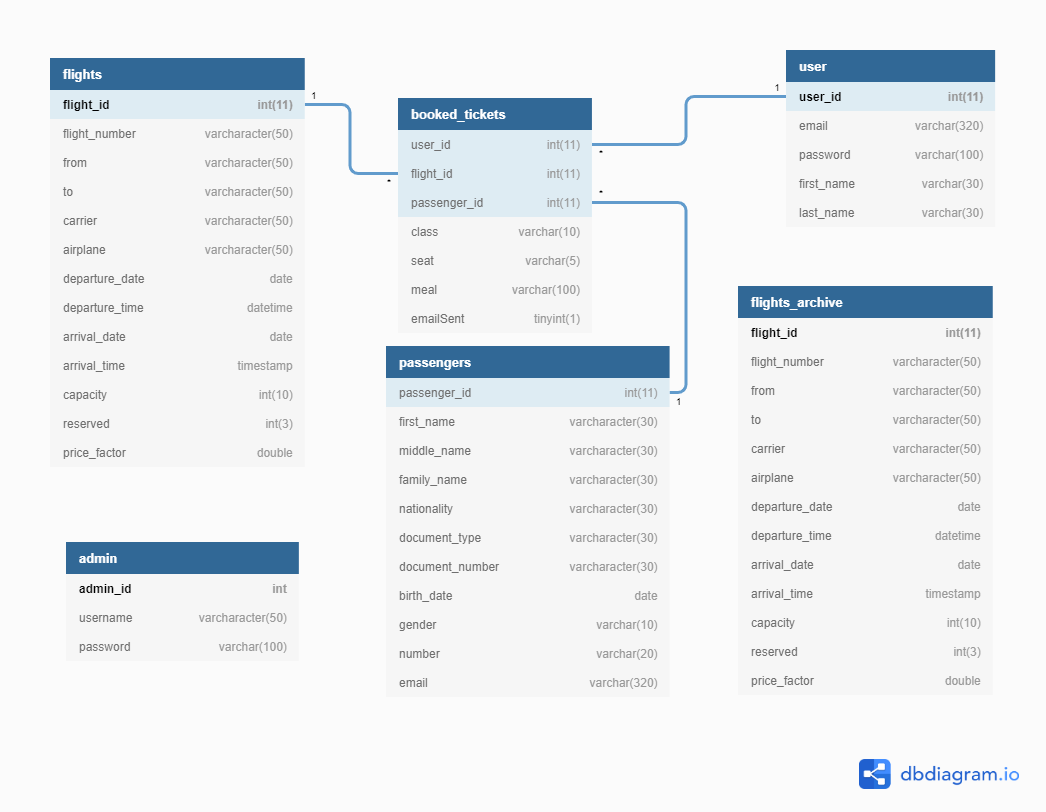 flights
flight_id int(11)
flight_number varcharacter(50)
from varcharacter(50)
to varcharacter(50)
carrier varcharacter(50)
airplane varcharacter(50)
departure_date date
departure_time datetime
arrival_date date
arrival_time timestamp
capacity int(10)
reserved int(3)
price_factor double
1
*
booked_tickets
user_id int(11)
flight_id int(11)
passenger_id int(11)
class varchar(10)
seat varchar(5)
meal varchar(100)
emailSent tinyint(1)
*
*
1
1
user
user_id int(11)
email varchar(320)
password varchar(100)
first_name varchar(30)
last_name varchar(30)
passengers
passenger_id int(11)
first_name varcharacter(30)
middle_name varcharacter(30)
family_name varcharacter(30)
nationality varcharacter(30)
document_type varcharacter(30)
document_number varcharacter(30)
birth_date date
gender varchar(10)
number varchar(20)
email varchar(320)
flights_archive
flight_id int(11)
flight_number varcharacter(50)
from varcharacter(50)
to varcharacter(50)
carrier varcharacter(50)
airplane varcharacter(50)
departure_date date
departure_time datetime
arrival_date date
arrival_time timestamp
capacity int(10)
reserved int(3)
price_factor double
admin
admin_id int
username varcharacter(50)
password varchar(100)
dbdiagram.io